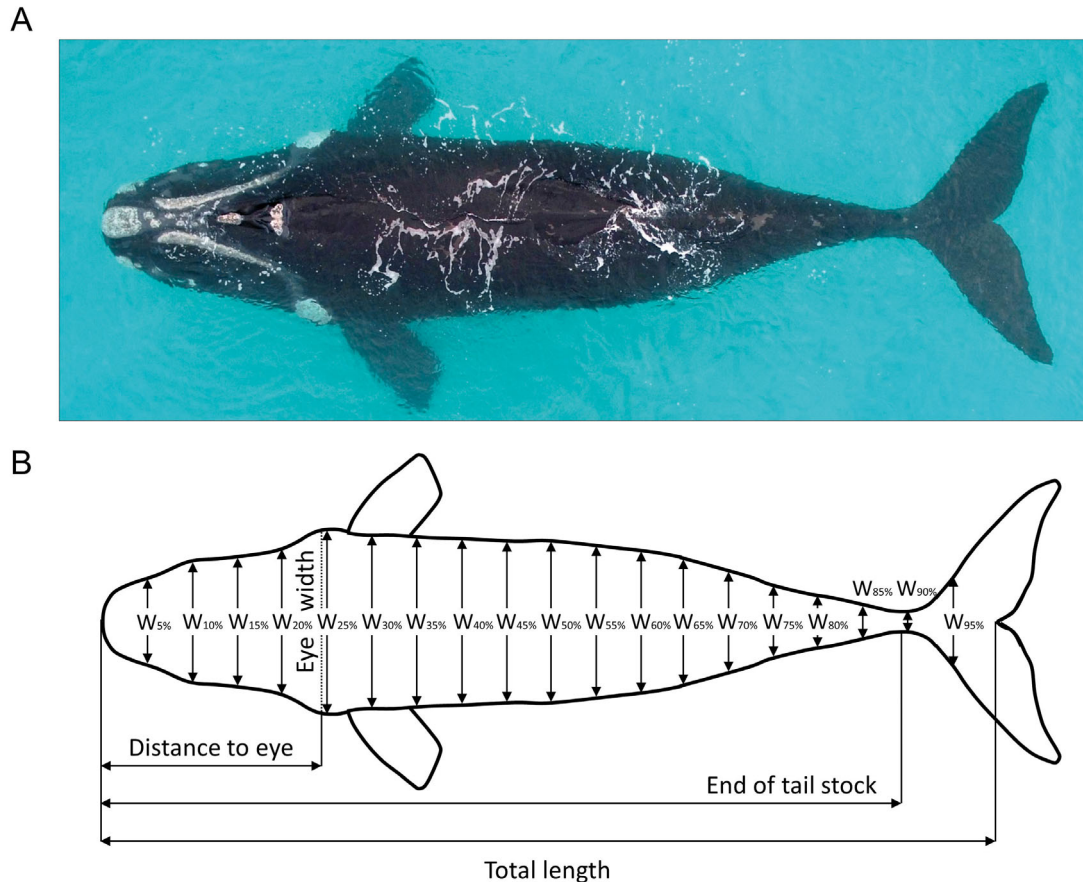 A
B
W85% W90%
W5% W10% W15% W20% W25% W30% W35% W40% W45% W50% W55% W60% W65% W70% W75% W80% W95%
Eye width
Distance to eye
End of tail stock
Total length